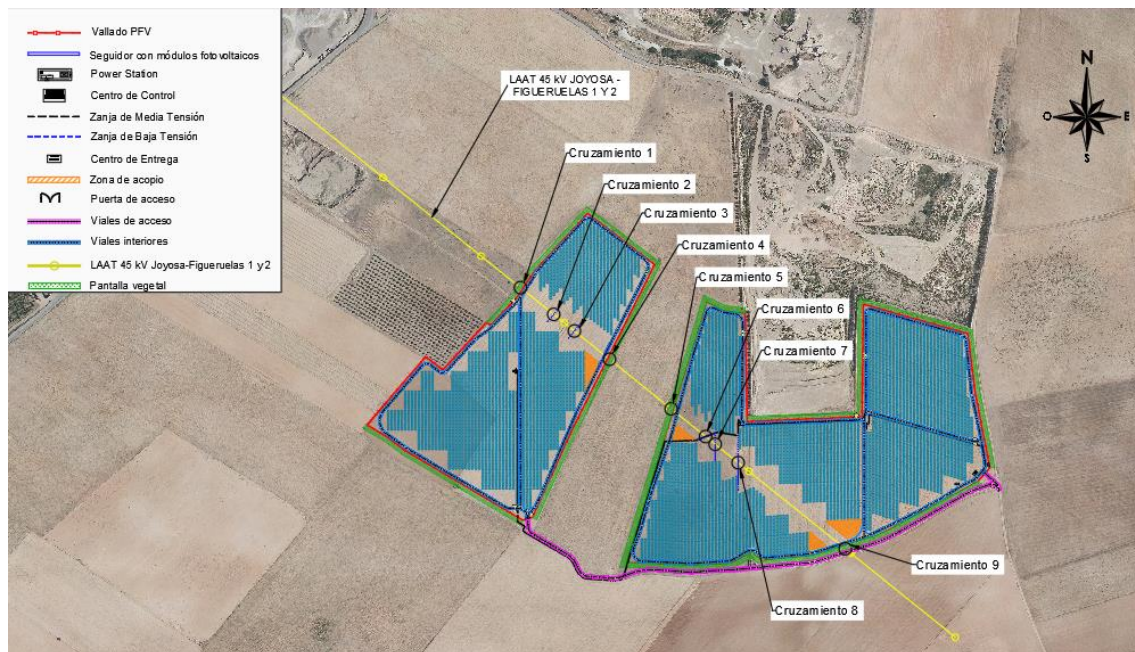 Vallado PFV
Seguidor con módulos fotovoltaicos
Power Station
Centro de Control
Zanja de Media Tensión
Zanja de Baja Tensión
Centro de Entrega
Zona de acopio
Puerta de acceso
Viales de acceso
Viales interiores
LAAT 45 kV Joyosa-Figueruelas 1 y 2
Pantalla vegetal
LAAT 45 kV JOYOSA -
FIGUERUELAS 1 Y 2
N
O
E
S
Cruzamiento 1
Cruzamiento 2
Cruzamiento 3
Cruzamiento 4
Cruzamiento 5
Cruzamiento 6
Cruzamiento 7
Cruzamiento 9
Cruzamiento 8